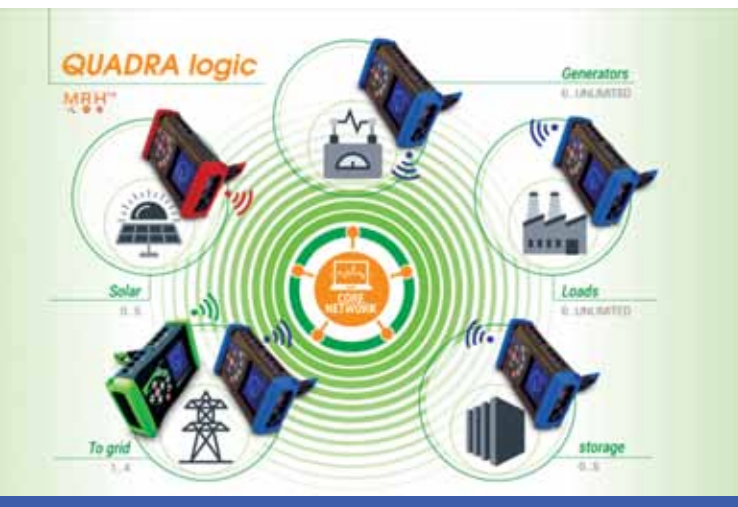 QUADRA logic
MRH™
Generators
0.. UNLIMITED
Solar
0..5
Loads
0.. UNLIMITED
CORE
NETWORK
To grid
1..4
storage
0..5